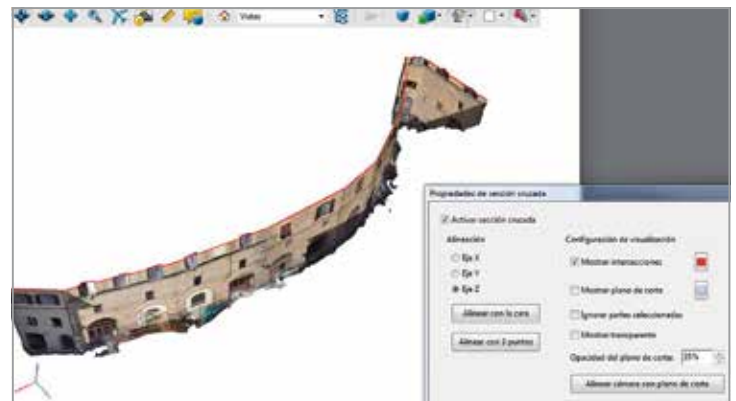 Vistas
Propiedades de sección cruzada
Activar sección cruzada
Alineación
Configuración de visualización
Eje X
Mostrar intersecciones
Eje Y
Eje Z
Mostrar plano de corte
Alinear con la cara
Ignorar partes seleccionadas
Mostrar transparente
Alinear con 3 puntos
Opacidad del plano de corte: 35%
Alinear cámara con plano de corte